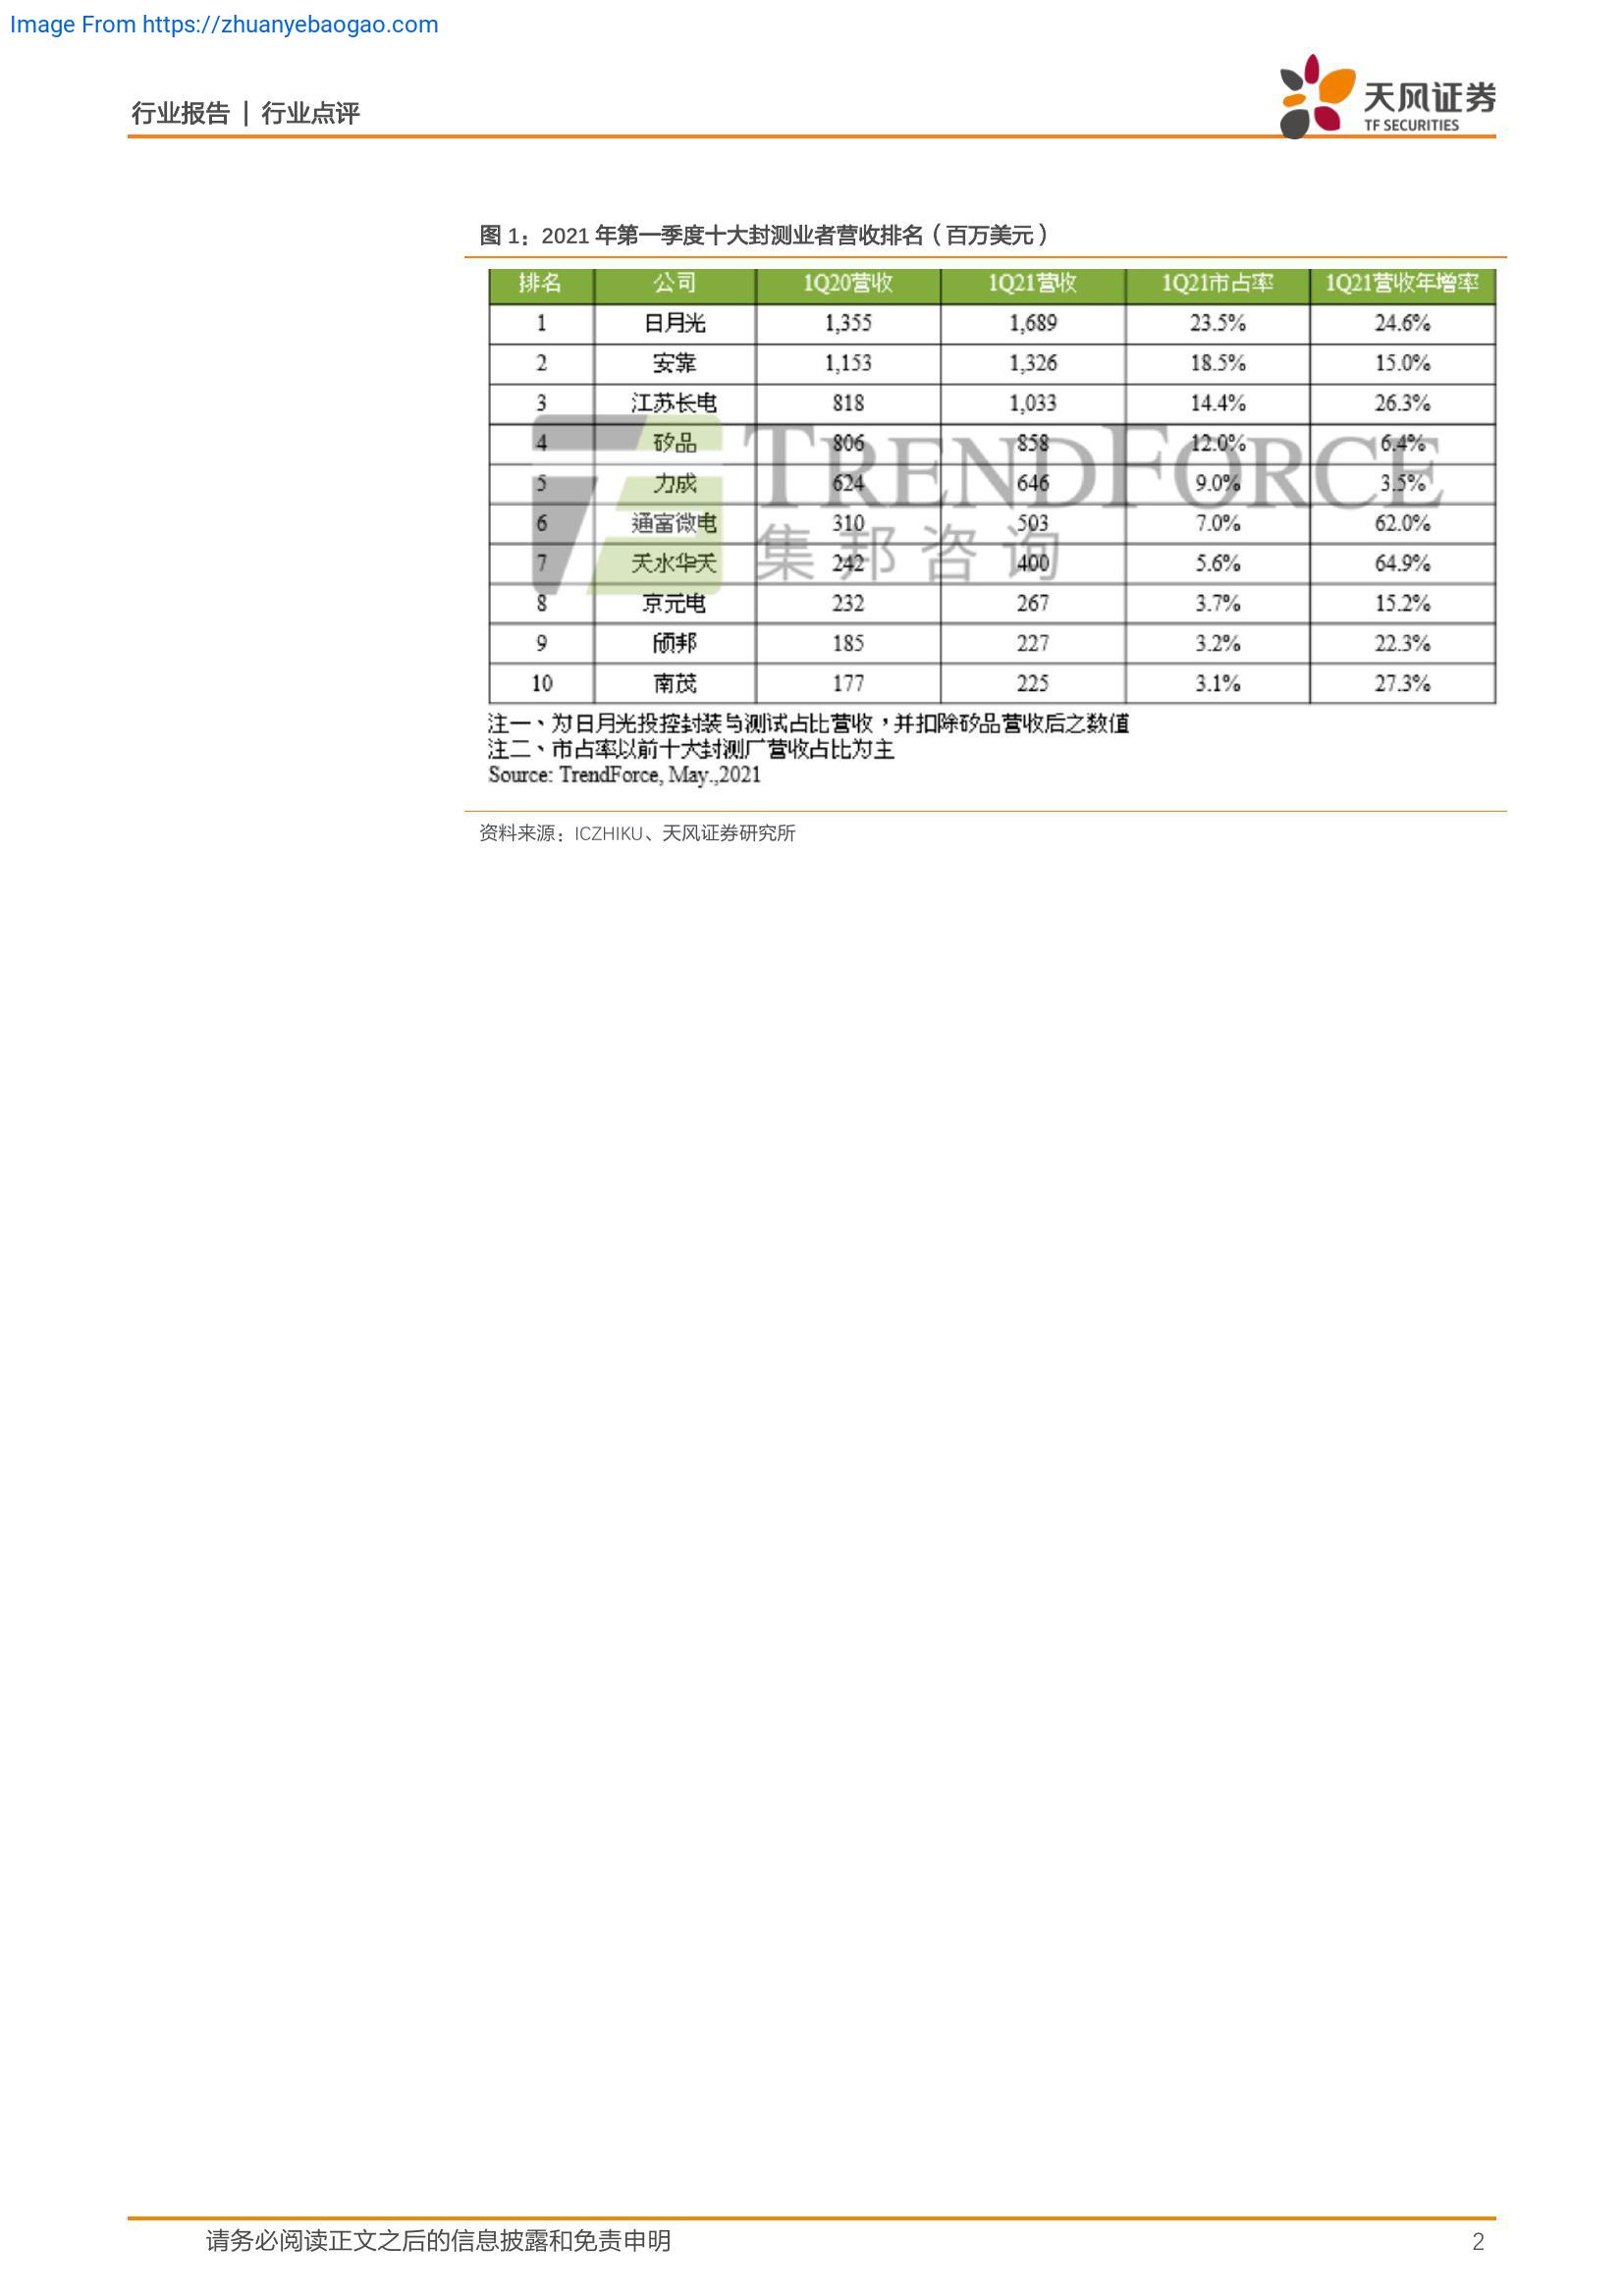 Image From https://zhuanyebaogao.com
行业报告 | 行业点评
天风证券
TF SECURITIES
图 1：2021 年第一季度十大封测业者营收排名（百万美元）
排名 公司 1Q20营收 1Q21营收 1Q21市占率 1Q21营收年增率
1 日月光 1,355 1,689 23.5% 24.6%
2 安靠 1,153 1,326 18.5% 15.0%
3 江苏长电 818 1,033 14.4% 26.3%
4 矽品 806 858 12.0% 6.4%
5 力成 624 646 9.0% 3.5%
6 通富微电 310 503 7.0% 62.0%
7 天水华天 242 400 5.6% 64.9%
8 京元电 232 267 3.7% 15.2%
9 颀邦 185 227 3.2% 22.3%
10 南茂 177 225 3.1% 27.3%
TRENDFORCE
集邦咨询
注一、为日月光投控封装与测试占比营收，并扣除矽品营收后之数值
注二、市占率以前十大封测厂营收占比为主
Source: TrendForce, May.,2021
资料来源：ICZHIKU、天风证券研究所
请务必阅读正文之后的信息披露和免责申明
2